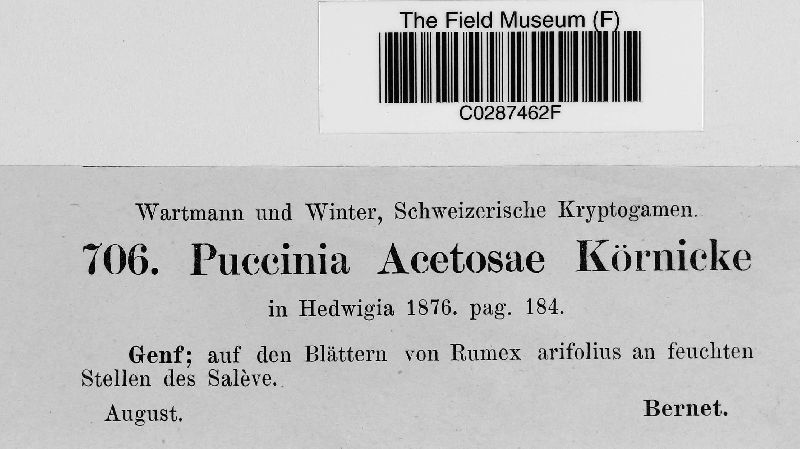 The Field Museum (F)
C0287462F
Wartmann und Winter, Schweizerische Kryptogamen.
706. Puccinia Acetosae Körnicke
in Hedwigia 1876. pag. 184.
Genf; auf den Blättern von Rumex arifolius an feuchten
Stellen des Salève.
August.
Bernet.